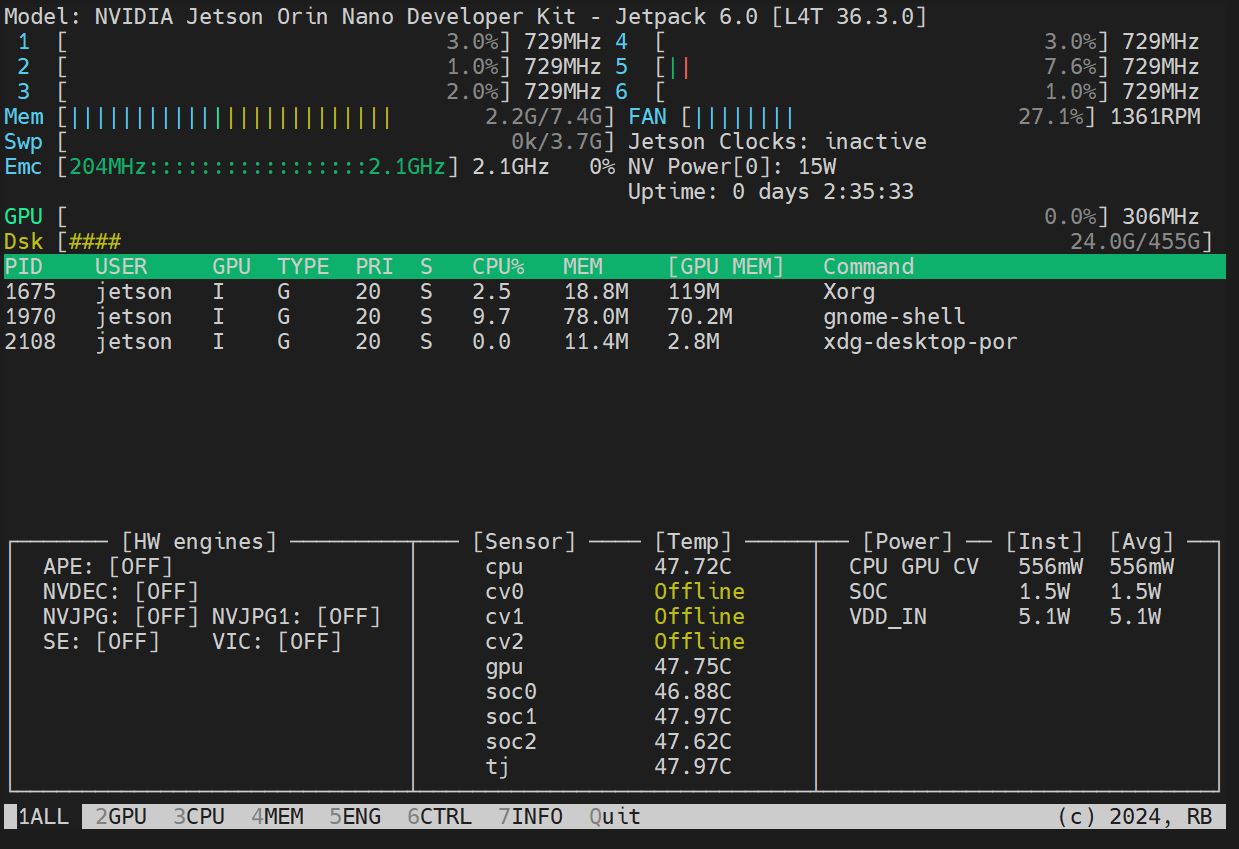 Model: NVIDIA Jetson Orin Nano Developer Kit - Jetpack 6.0 [L4T 36.3.0]
1 [ 3.0%] 729MHz 4 [ 3.0%] 729MHz
2 [ 1.0%] 729MHz 5 [|| 7.6%] 729MHz
3 [ 2.0%] 729MHz 6 [ 1.0%] 729MHz
Mem [||||||||||||||||||||||||| 2.2G/7.4G] FAN [|||||||| 27.1%] 1361RPM
Swp [ 0k/3.7G] Jetson Clocks: inactive
Emc [204MHz:::::::::::::::::2.1GHz] 2.1GHz 0% NV Power[0]: 15W
Uptime: 0 days 2:35:33
GPU [ 0.0%] 306MHz
Dsk [#### 24.0G/455G]
PID USER GPU TYPE PRI S CPU% MEM [GPU MEM] Command
1675 jetson I G 20 S 2.5 18.8M 119M Xorg
1970 jetson I G 20 S 9.7 78.0M 70.2M gnome-shell
2108 jetson I G 20 S 0.0 11.4M 2.8M xdg-desktop-por
[HW engines] [Sensor] [Temp] [Power] [Inst] [Avg]
APE: [OFF] cpu 47.72C CPU GPU CV 556mW 556mW
NVDEC: [OFF] cv0 Offline SOC 1.5W 1.5W
NVJPG: [OFF] NVJPG1: [OFF] cv1 Offline VDD_IN 5.1W 5.1W
SE: [OFF] VIC: [OFF] cv2 Offline
gpu 47.75C
soc0 46.88C
soc1 47.97C
soc2 47.62C
tj 47.97C
1ALL 2GPU 3CPU 4MEM 5ENG 6CTRL 7INFO Quit (c) 2024, RB